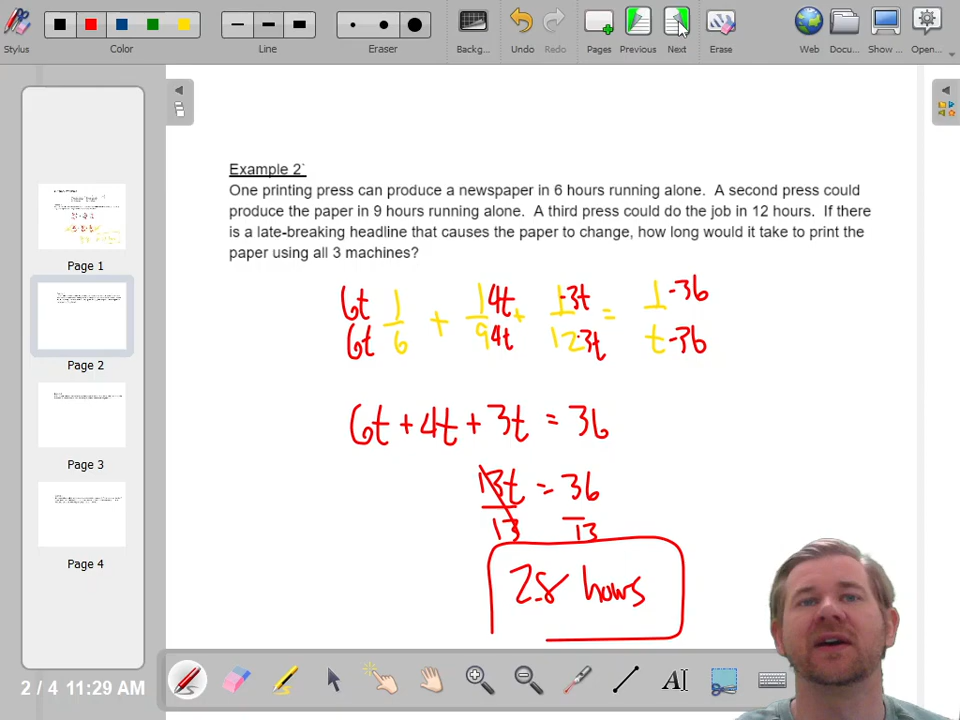 Stylus Color Line Eraser Backg... Undo Redo Pages Previous Next Erase Web Docu... Show ... Open...
Example 2`
One printing press can produce a newspaper in 6 hours running alone. A second press could
produce the paper in 9 hours running alone. A third press could do the job in 12 hours. If there
is a late-breaking headline that causes the paper to change, how long would it take to print the
paper using all 3 machines?
6t/6t 1/6 + 1/9 4t/4t + 1/12 ·3t/·3t = 1/t ·36/·36
6t + 4t + 3t = 36
13t/13 = 36/13
2.8 hours
Page 1
Page 2
Page 3
Page 4
2 / 4 11:29 AM
A